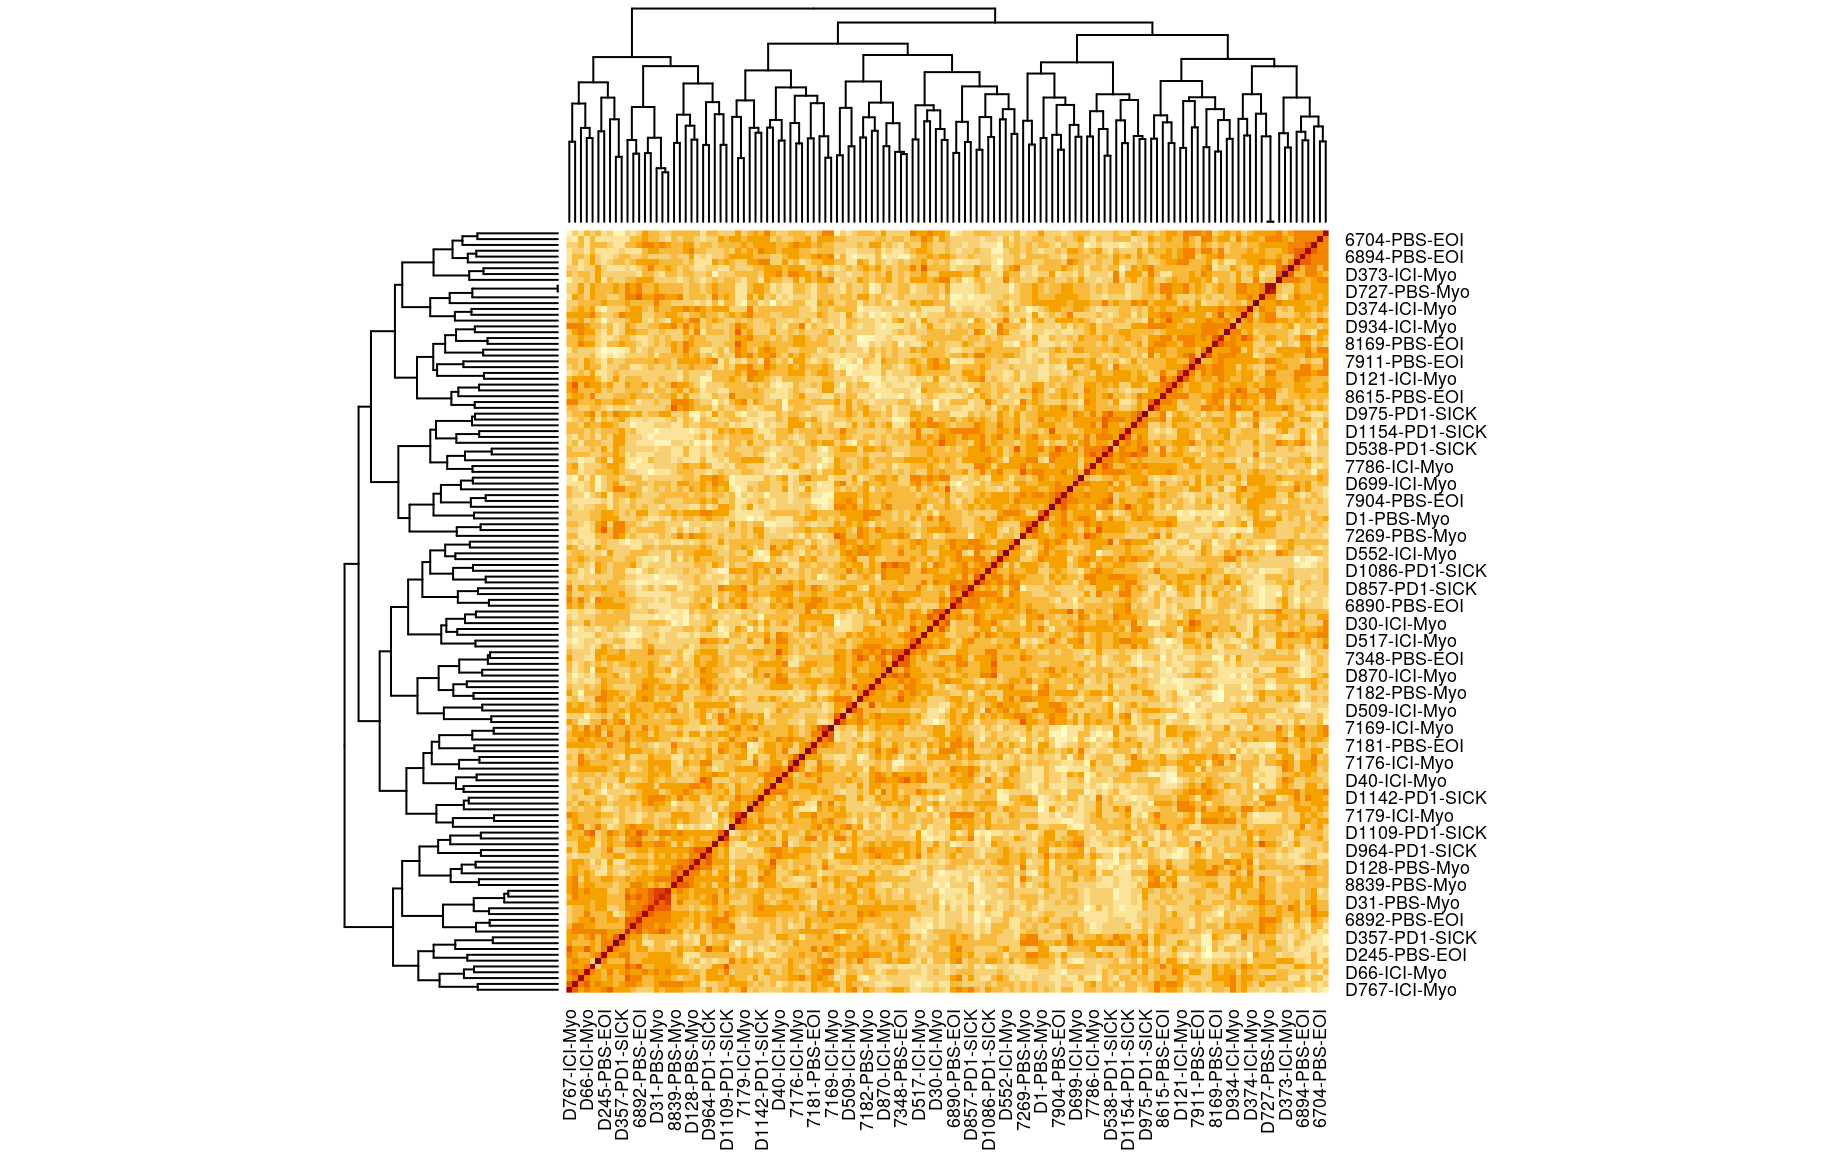 6704-PBS-EOI
6894-PBS-EOI
D373-ICI-Myo
D727-PBS-Myo
D374-ICI-Myo
D934-ICI-Myo
8169-PBS-EOI
7911-PBS-EOI
D121-ICI-Myo
8615-PBS-EOI
D975-PD1-SICK
D1154-PD1-SICK
D538-PD1-SICK
7786-ICI-Myo
D699-ICI-Myo
7904-PBS-EOI
D1-PBS-Myo
7269-PBS-Myo
D552-ICI-Myo
D1086-PD1-SICK
D857-PD1-SICK
6890-PBS-EOI
D30-ICI-Myo
D517-ICI-Myo
7348-PBS-EOI
D870-ICI-Myo
7182-PBS-Myo
D509-ICI-Myo
7169-ICI-Myo
7181-PBS-EOI
7176-ICI-Myo
D40-ICI-Myo
D1142-PD1-SICK
7179-ICI-Myo
D1109-PD1-SICK
D964-PD1-SICK
D128-PBS-Myo
8839-PBS-Myo
D31-PBS-Myo
6892-PBS-EOI
D357-PD1-SICK
D245-PBS-EOI
D66-ICI-Myo
D767-ICI-Myo
D767-ICI-Myo
D66-ICI-Myo
D245-PBS-EOI
D357-PD1-SICK
6892-PBS-EOI
D31-PBS-Myo
8839-PBS-Myo
D128-PBS-Myo
D964-PD1-SICK
D1109-PD1-SICK
7179-ICI-Myo
D1142-PD1-SICK
D40-ICI-Myo
7176-ICI-Myo
7181-PBS-EOI
7169-ICI-Myo
D509-ICI-Myo
7182-PBS-Myo
D870-ICI-Myo
7348-PBS-EOI
D517-ICI-Myo
D30-ICI-Myo
6890-PBS-EOI
D857-PD1-SICK
D1086-PD1-SICK
D552-ICI-Myo
7269-PBS-Myo
D1-PBS-Myo
7904-PBS-EOI
D699-ICI-Myo
7786-ICI-Myo
D538-PD1-SICK
D1154-PD1-SICK
D975-PD1-SICK
8615-PBS-EOI
D121-ICI-Myo
7911-PBS-EOI
8169-PBS-EOI
D934-ICI-Myo
D374-ICI-Myo
D727-PBS-Myo
D373-ICI-Myo
6894-PBS-EOI
6704-PBS-EOI